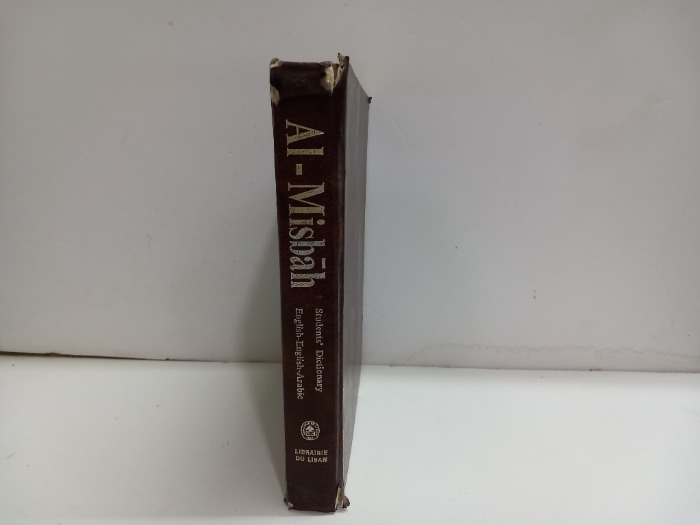 Al - Misbāh
Students' Dictionary
English-English-Arabic
LIBRAIRIE
DU LIBAN